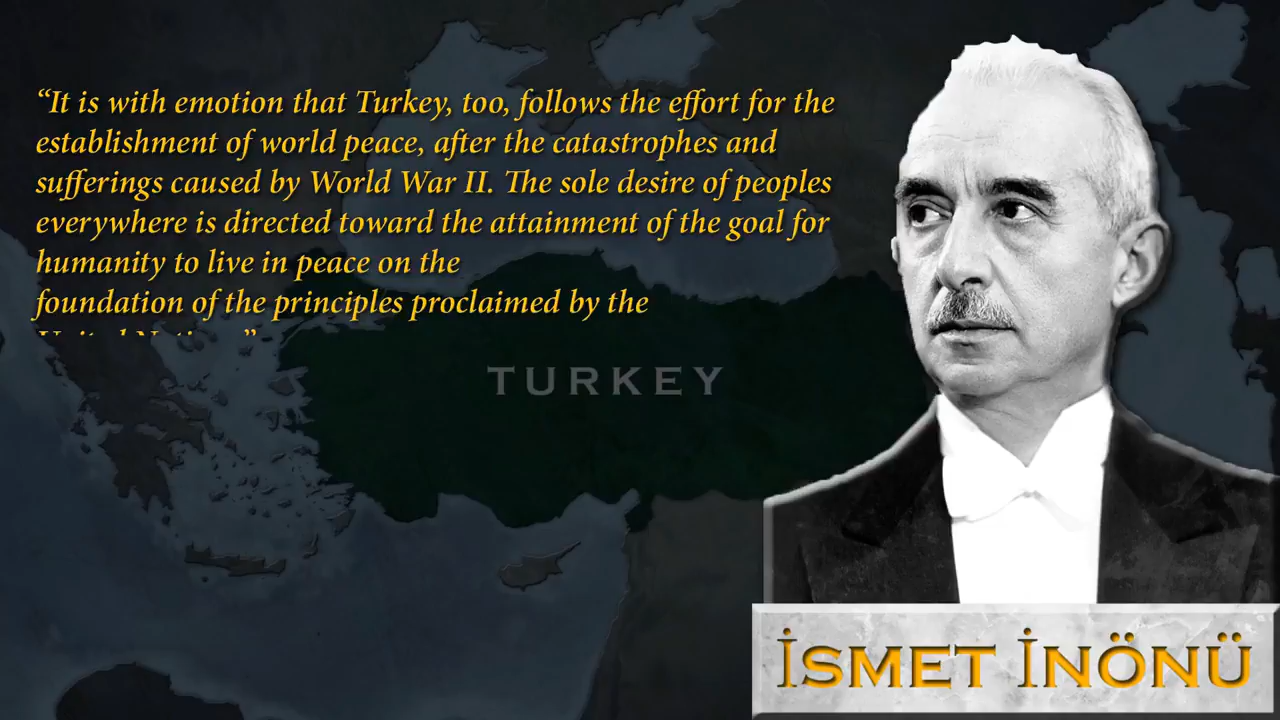 “It is with emotion that Turkey, too, follows the effort for the
establishment of world peace, after the catastrophes and
sufferings caused by World War II. The sole desire of peoples
everywhere is directed toward the attainment of the goal for
humanity to live in peace on the
foundation of the principles proclaimed by the
TURKEY
İSMET İNÖNÜ